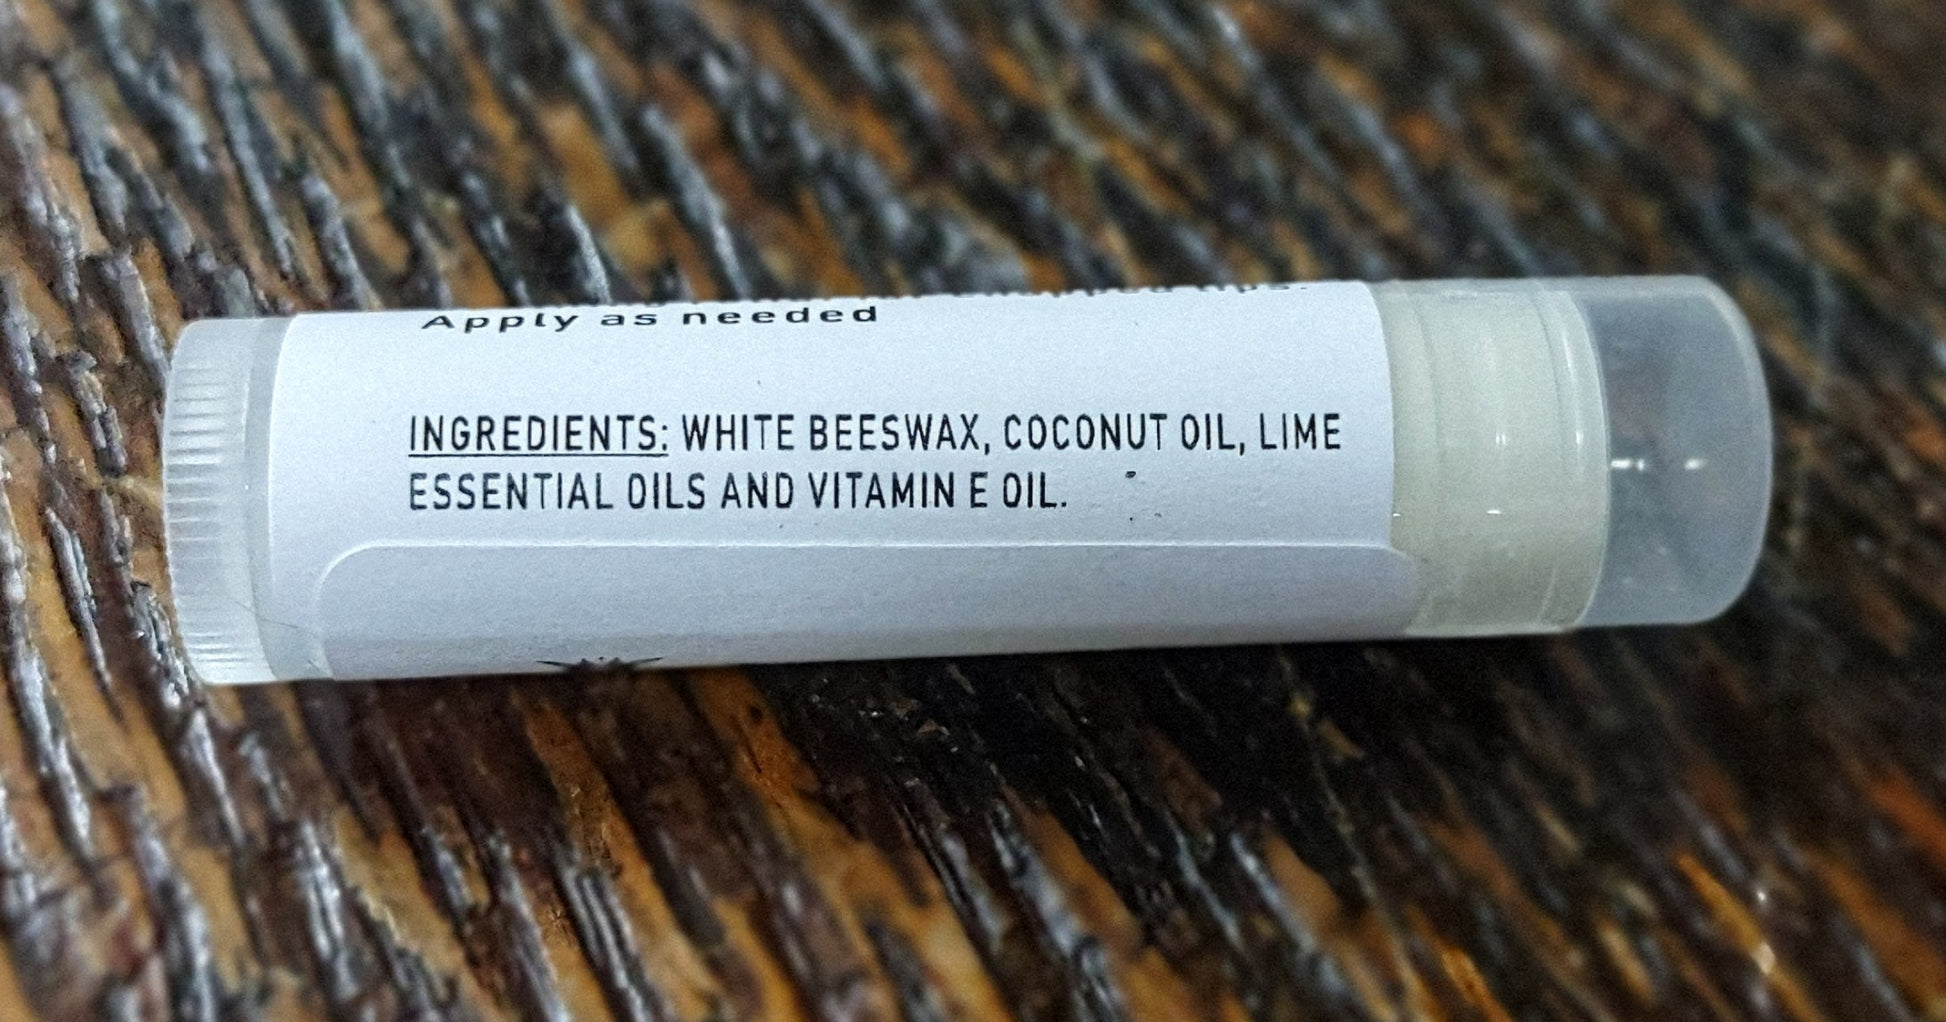 Apply as needed
INGREDIENTS: WHITE BEESWAX, COCONUT OIL, LIME
ESSENTIAL OILS AND VITAMIN E OIL.